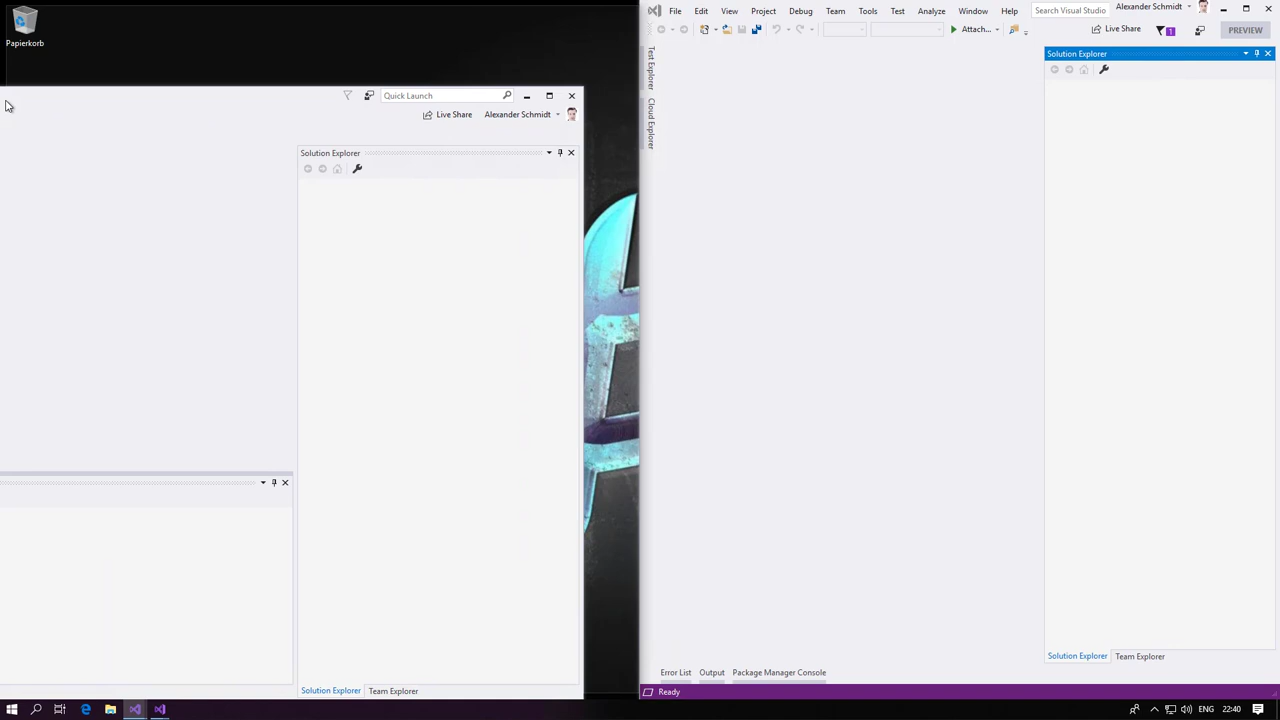 Papierkorb
Quick Launch
Live Share Alexander Schmidt
Solution Explorer
Solution Explorer Team Explorer
File Edit View Project Debug Team Tools Test Analyze Window Help Search Visual Studio Alexander Schmidt
Attach... Live Share 1 PREVIEW
Test Explorer
Cloud Explorer
Solution Explorer
Solution Explorer Team Explorer
Error List Output Package Manager Console
Ready
ENG 22:40